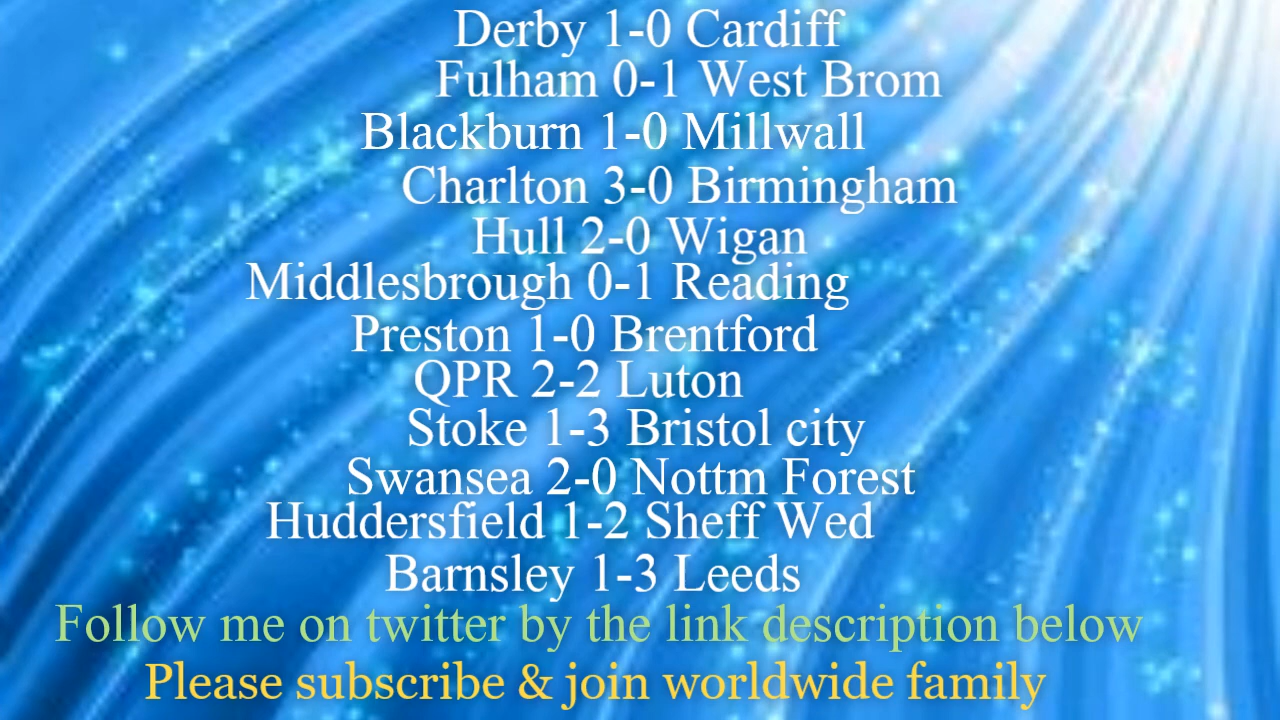 Derby 1-0 Cardiff
Fulham 0-1 West Brom
Blackburn 1-0 Millwall
Charlton 3-0 Birmingham
Hull 2-0 Wigan
Middlesbrough 0-1 Reading
Preston 1-0 Brentford
QPR 2-2 Luton
Stoke 1-3 Bristol city
Swansea 2-0 Nottm Forest
Huddersfield 1-2 Sheff Wed
Barnsley 1-3 Leeds
Follow me on twitter by the link description below
Please subscribe & join worldwide family